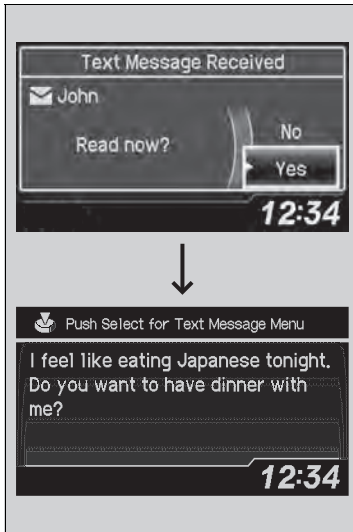 Text Message Received
John
Read now?
No
Yes
12:34
Push Select for Text Message Menu
I feel like eating Japanese tonight.
Do you want to have dinner with
me?
12:34